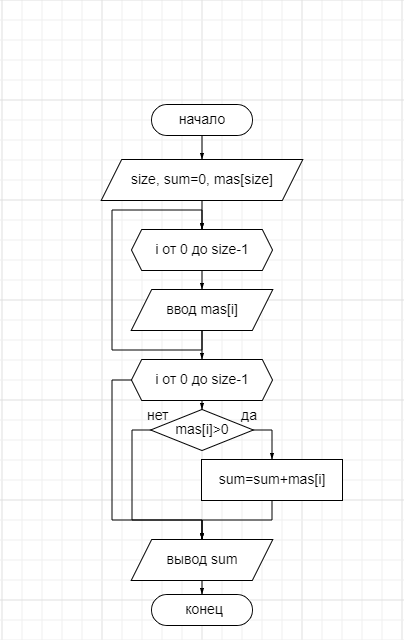 начало
size, sum=0, mas[size]
i от 0 до size-1
ввод mas[i]
i от 0 до size-1
нет
да
mas[i]>0
sum=sum+mas[i]
вывод sum
конец